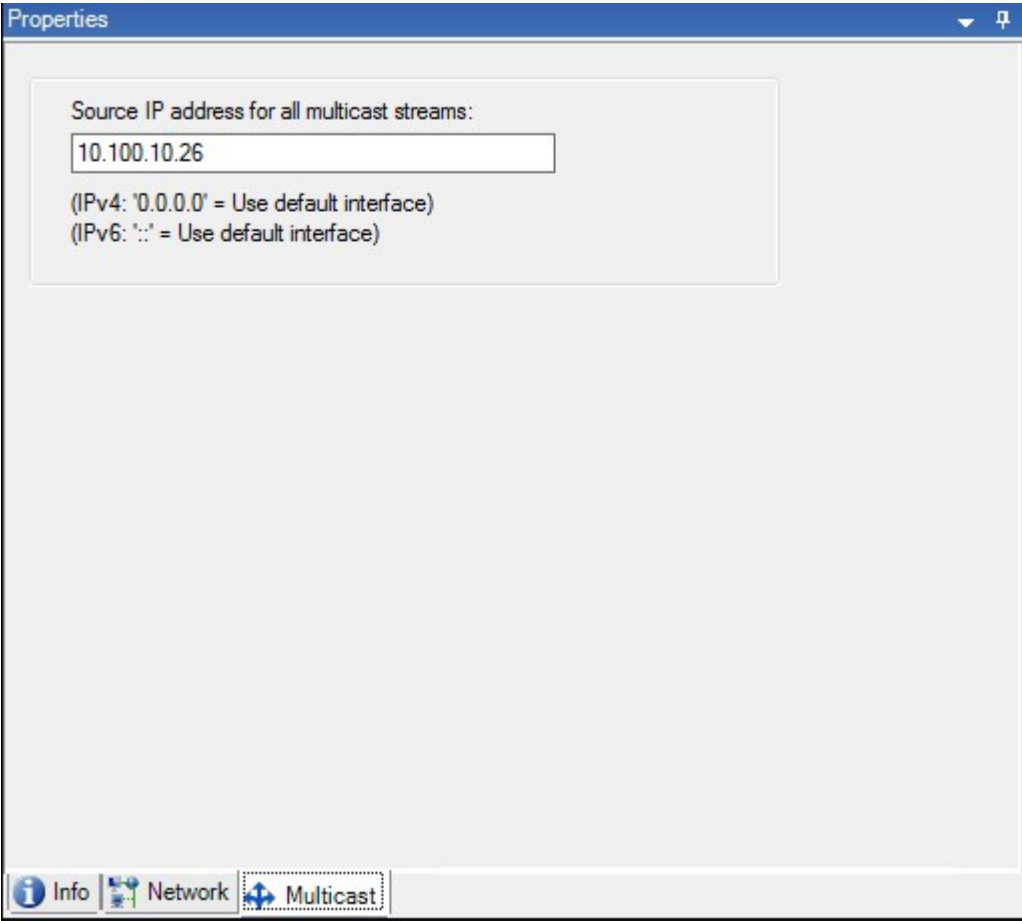 Properties
Source IP address for all multicast streams:
10.100.10.26
(IPv4: '0.0.0.0' = Use default interface)
(IPv6: '::' = Use default interface)
Info Network Multicast